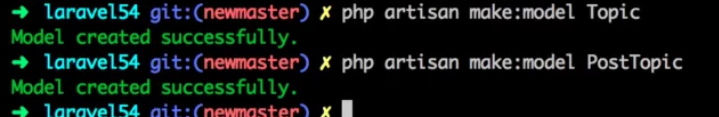 ➜ laravel54 git:(newmaster) ✗ php artisan make:model Topic
Model created successfully.
➜ laravel54 git:(newmaster) ✗ php artisan make:model PostTopic
Model created successfully.
➜ laravel54 git:(newmaster) ✗